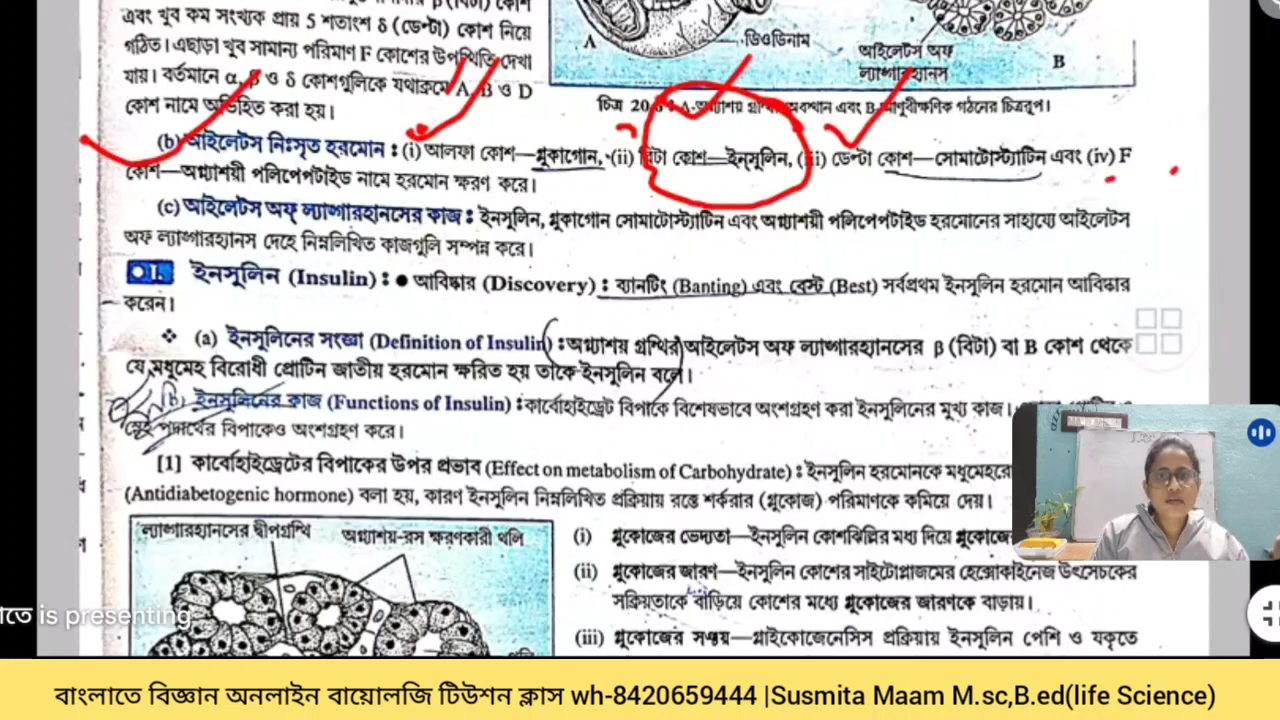 এবং খুব কম সংখ্যক প্রায় 5 শতাংশ δ (ডেল্টা) কোশ নিয়ে
গঠিত। এছাড়া খুব সামান্য পরিমাণ F কোশের উপস্থিতি দেখা
যায়। বর্তমানে α, β ও δ কোশগুলিকে যথাক্রমে A, B ও D
কোশ নামে অভিহিত করা হয়।
A
ডিওডিনাম
আইলেটস অফ
ল্যাঙ্গারহ্যানস
B
চিত্র 20.6 : A-অগ্ন্যাশয় গ্রন্থির অবস্থান এবং B-আণুবীক্ষণিক গঠনের চিত্ররূপ।
(b) আইলেটস নিঃসৃত হরমোন : (i) আলফা কোশ—গ্লুকাগোন, (ii) বিটা কোশ—ইনসুলিন, (iii) ডেল্টা কোশ—সোমাটোস্ট্যাটিন এবং (iv) F
কোশ—অগ্ন্যাশয়ী পলিপেপটাইড নামে হরমোন ক্ষরণ করে।
(c) আইলেটস অফ্ ল্যাঙ্গারহানসের কাজ : ইনসুলিন, গ্লুকাগোন সোমাটোস্ট্যাটিন এবং অগ্ন্যাশয়ী পলিপেপটাইড হরমোনের সাহায্যে আইলেটস
অফ ল্যাঙ্গারহ্যানস দেহে নিম্নলিখিত কাজগুলি সম্পন্ন করে।
1. ইনসুলিন (Insulin) : ● আবিষ্কার (Discovery) : ব্যানটিং (Banting) এবং বেস্ট (Best) সর্বপ্রথম ইনসুলিন হরমোন আবিষ্কার
করেন।
❖ (a) ইনসুলিনের সংজ্ঞা (Definition of Insulin) : অগ্ন্যাশয় গ্রন্থির আইলেটস অফ ল্যাঙ্গারহ্যানসের β (বিটা) বা B কোশ থেকে
যে মধুমেহ বিরোধী প্রোটিন জাতীয় হরমোন ক্ষরিত হয় তাকে ইনসুলিন বলে।
(b) ইনসুলিনের কাজ (Functions of Insulin) : কার্বোহাইড্রেট বিপাকে বিশেষভাবে অংশগ্রহণ করা ইনসুলিনের মুখ্য কাজ।
স্নেহ পদার্থের বিপাকেও অংশগ্রহণ করে।
[1] কার্বোহাইড্রেটের বিপাকের উপর প্রভাব (Effect on metabolism of Carbohydrate) : ইনসুলিন হরমোনকে
(Antidiabetogenic hormone) বলা হয়, কারণ ইনসুলিন নিম্নলিখিত প্রক্রিয়ায় রক্তে শর্করার (গ্লুকোজ) পরিমাণকে কমিয়ে দেয়।
ল্যাঙ্গারহ্যানসের দ্বীপগ্রন্থি
অগ্ন্যাশয়-রস ক্ষরণকারী থলি
(i) গ্লুকোজের ভেদ্যতা—ইনসুলিন কোশঝিল্লির মধ্য দিয়ে
(ii) গ্লুকোজের জারণ—ইনসুলিন কোশের সাইটোপ্লাজমের হেক্সোকাইনেজ উৎসেচকের
সক্রিয়তাকে বাড়িয়ে কোশের মধ্যে গ্লুকোজের জারণকে বাড়ায়।
(iii) গ্লুকোজের সঞ্চয়—গ্লাইকোজেনেসিস প্রক্রিয়ায় ইনসুলিন পেশি ও যকৃতে
is presenting
বাংলাতে বিজ্ঞান অনলাইন বায়োলজি টিউশন ক্লাস wh-8420659444 |Susmita Maam M.sc,B.ed(life Science)